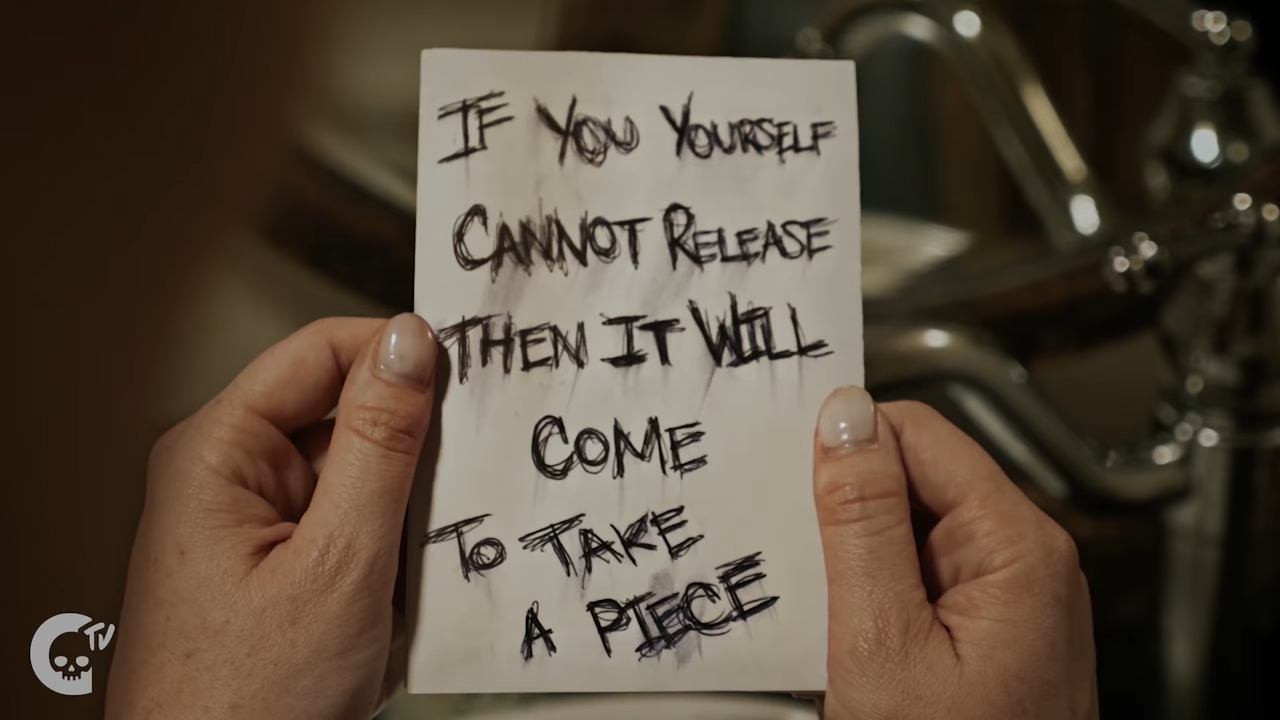 IF YOU YOURSELF
CANNOT RELEASE
THEN IT WILL
COME
TO TAKE
A PIECE
TV